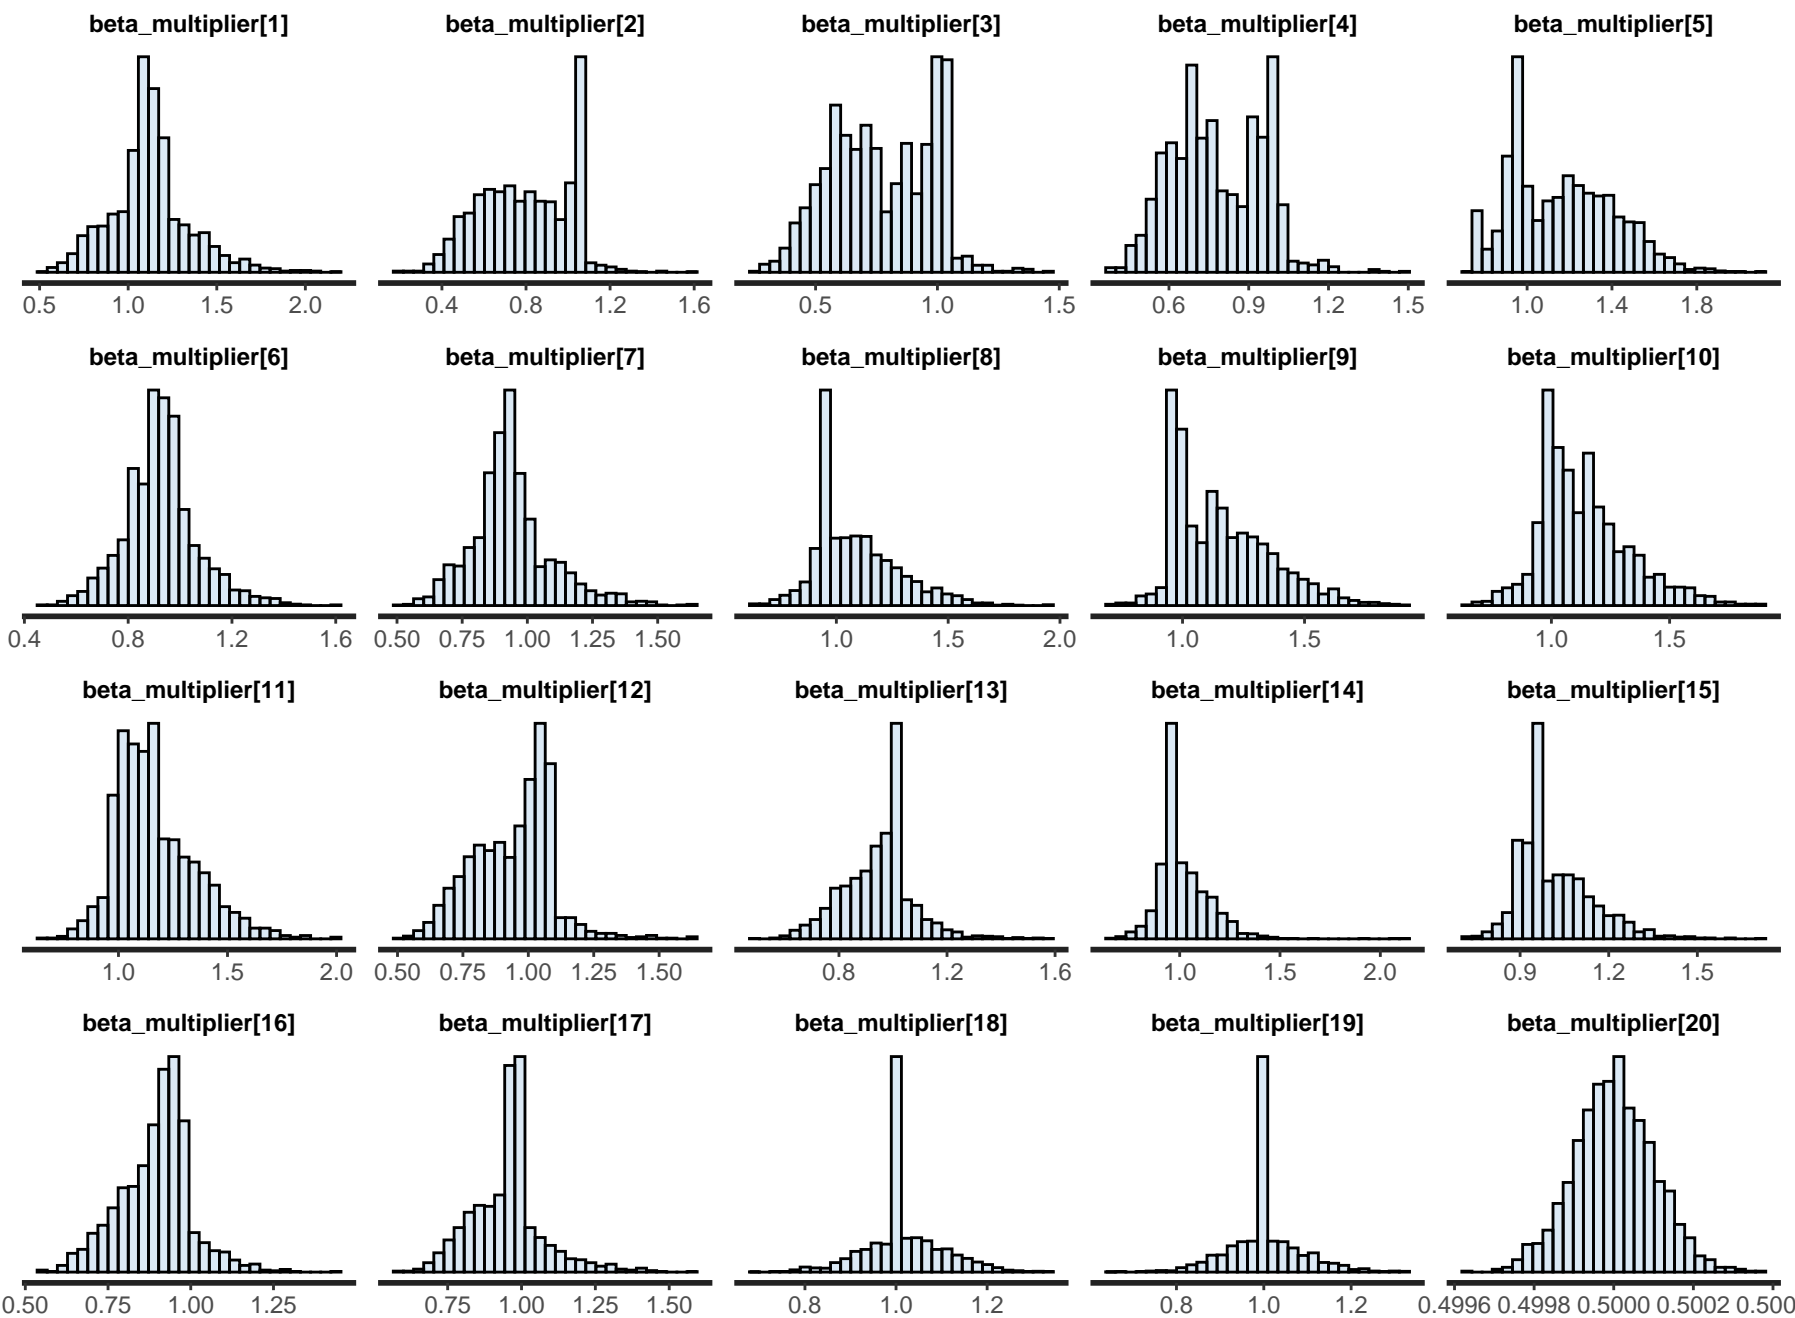 beta_multiplier[1] beta_multiplier[2] beta_multiplier[3] beta_multiplier[4] beta_multiplier[5]
0.5 1.0 1.5 2.0 0.4 0.8 1.2 1.6 0.5 1.0 1.5 0.6 0.9 1.2 1.5 1.0 1.4 1.8
beta_multiplier[6] beta_multiplier[7] beta_multiplier[8] beta_multiplier[9] beta_multiplier[10]
0.4 0.8 1.2 1.6 0.50 0.75 1.00 1.25 1.50 1.0 1.5 2.0 1.0 1.5 1.0 1.5
beta_multiplier[11] beta_multiplier[12] beta_multiplier[13] beta_multiplier[14] beta_multiplier[15]
1.0 1.5 2.0 0.50 0.75 1.00 1.25 1.50 0.8 1.2 1.6 1.0 1.5 2.0 0.9 1.2 1.5
beta_multiplier[16] beta_multiplier[17] beta_multiplier[18] beta_multiplier[19] beta_multiplier[20]
0.50 0.75 1.00 1.25 0.75 1.00 1.25 1.50 0.8 1.0 1.2 0.8 1.0 1.2 0.4996 0.4998 0.5000 0.5002 0.500